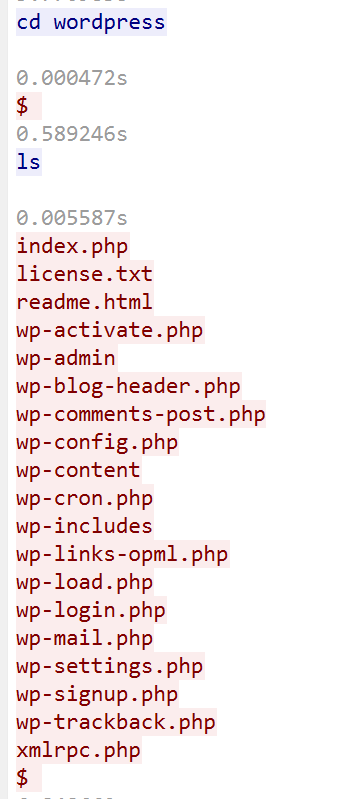 cd wordpress
0.000472s
$
0.589246s
ls
0.005587s
index.php
license.txt
readme.html
wp-activate.php
wp-admin
wp-blog-header.php
wp-comments-post.php
wp-config.php
wp-content
wp-cron.php
wp-includes
wp-links-opml.php
wp-load.php
wp-login.php
wp-mail.php
wp-settings.php
wp-signup.php
wp-trackback.php
xmlrpc.php
$